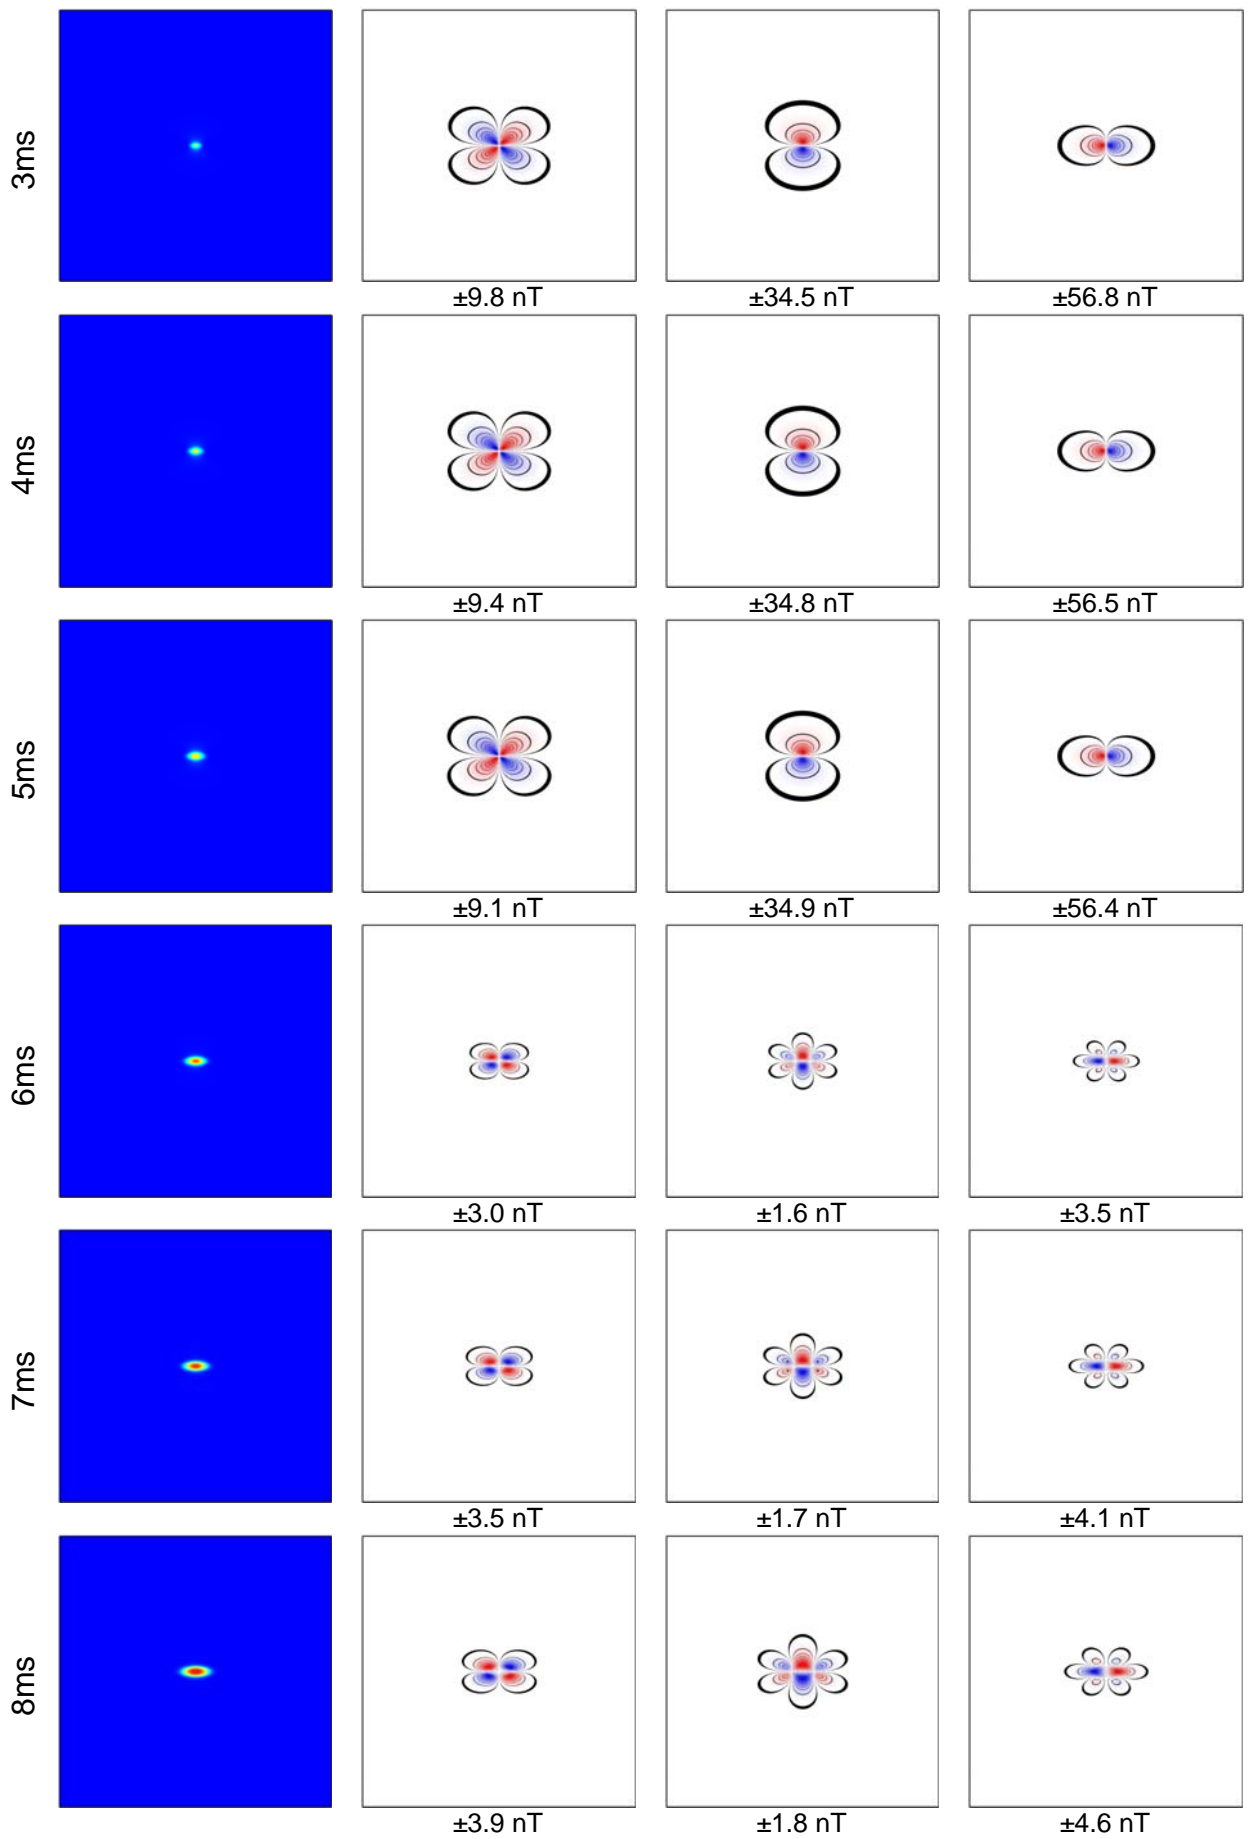 3ms
±9.8 nT
±34.5 nT
±56.8 nT
4ms
±9.4 nT
±34.8 nT
±56.5 nT
5ms
±9.1 nT
±34.9 nT
±56.4 nT
6ms
±3.0 nT
±1.6 nT
±3.5 nT
7ms
±3.5 nT
±1.7 nT
±4.1 nT
8ms
±3.9 nT
±1.8 nT
±4.6 nT